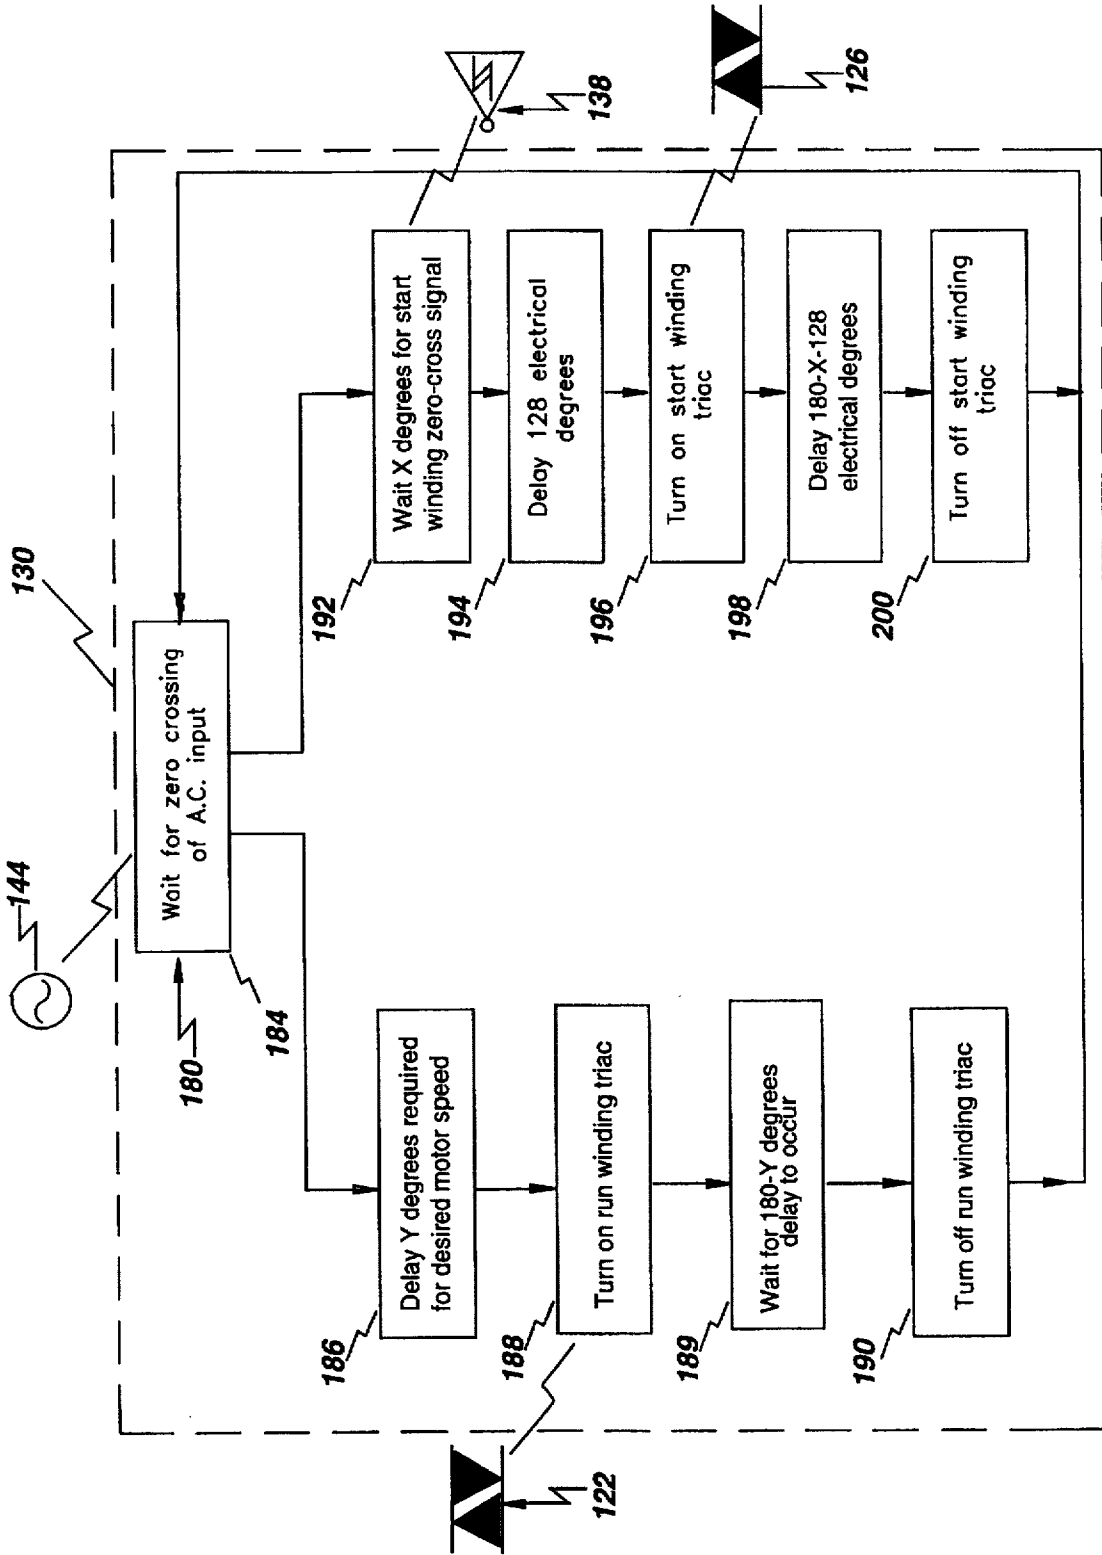 144
130
180
Wait for zero crossing
of A.C. input
184
186
Delay Y degrees required
for desired motor speed
122
188
Turn on run winding triac
189
Wait for 180-Y degrees
delay to occur
190
Turn off run winding triac
192
Wait X degrees for start
winding zero-cross signal
138
194
Delay 128 electrical
degrees
196
Turn on start winding
triac
126
198
Delay 180-X-128
electrical degrees
200
Turn off start winding
triac